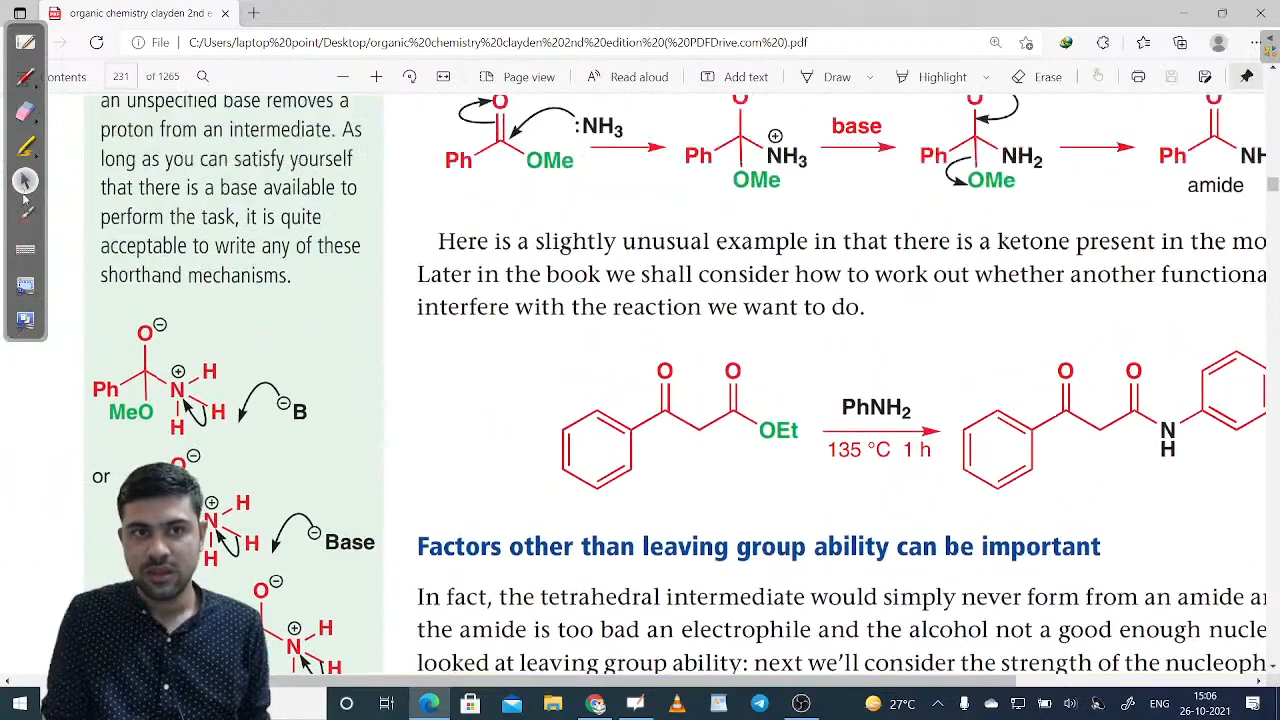 organic chemistry clayden 2nd ed
File C:/Users/laptop%20point/Desktop/organic%20chemistry%20clayden%20nd%20edition%20(%20PDFDrive.com%20).pdf
ontents 231 of 1265 Page view Read aloud Add text Draw Highlight Erase
an unspecified base removes a
proton from an intermediate. As
long as you can satisfy yourself
that there is a base available to
perform the task, it is quite
acceptable to write any of these
shorthand mechanisms.
O
Ph
MeO
N
H
H
H
⊖B
or
O
N
H
H
H
⊖Base
O
N
H
H
O :NH3 O base O O
Ph OMe Ph NH3 Ph NH2 Ph NH
OMe OMe amide
Here is a slightly unusual example in that there is a ketone present in the mo
Later in the book we shall consider how to work out whether another functiona
interfere with the reaction we want to do.
O O O O
PhNH2
OEt N
135 °C 1 h H
Factors other than leaving group ability can be important
In fact, the tetrahedral intermediate would simply never form from an amide an
the amide is too bad an electrophile and the alcohol not a good enough nucle
looked at leaving group ability: next we'll consider the strength of the nucleoph
27°C ENG 15:06
26-10-2021